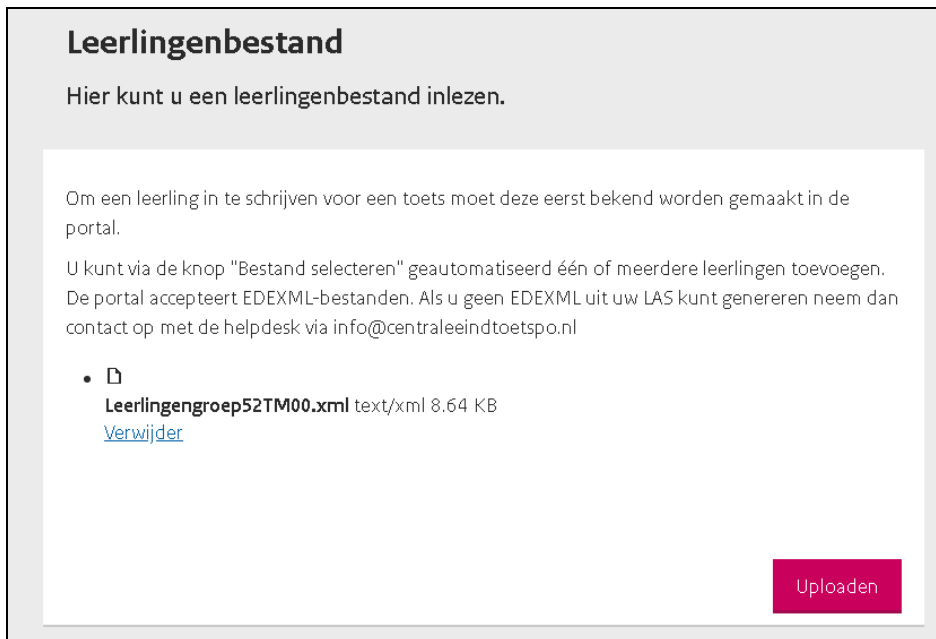 Leerlingenbestand
Hier kunt u een leerlingenbestand inlezen.
Om een leerling in te schrijven voor een toets moet deze eerst bekend worden gemaakt in de
portal.
U kunt via de knop "Bestand selecteren" geautomatiseerd één of meerdere leerlingen toevoegen.
De portal accepteert EDEXML-bestanden. Als u geen EDEXML uit uw LAS kunt genereren neem dan
contact op met de helpdesk via info@centraleeindtoetspo.nl
Leerlingengroep52TM00.xml text/xml 8.64 KB
Verwijder
Uploaden